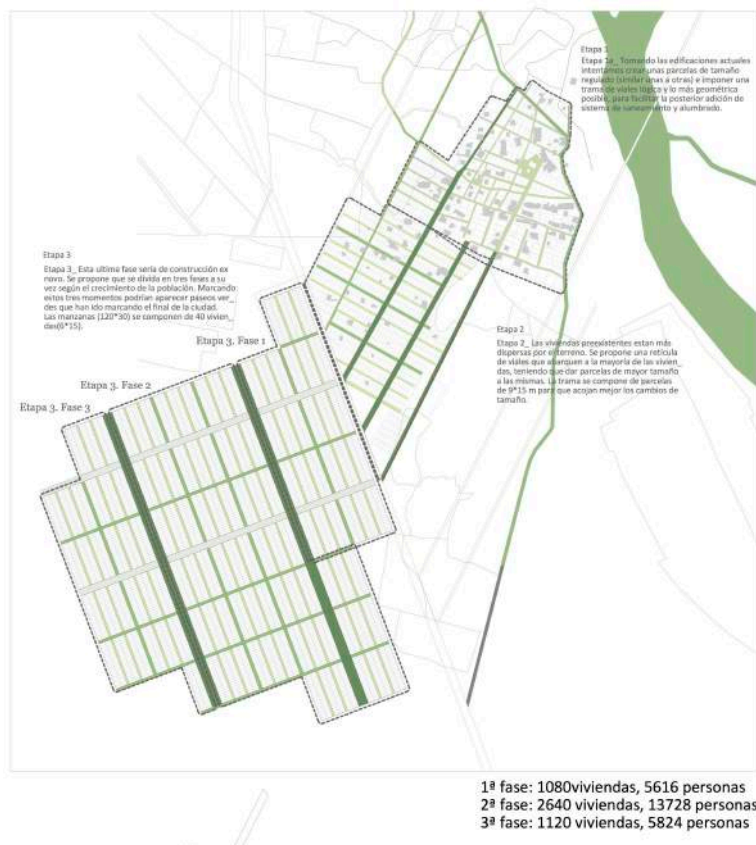 Etapa 1
Etapa 1a_ Tomando las edificaciones actuales
intentamos crear unas parcelas de tamaño
regulado (similar unas a otras) e imponer una
trama de viales lógica y lo más geométrica
posible, para facilitar la posterior adición de
sistema de saneamiento y alumbrado.
Etapa 3
Etapa 3_ Esta ultima fase sería de construcción ex
novo. Se propone que se divida en tres fases a su
vez según el crecimiento de la población. Marcando
estos tres momentos podrían aparecer paseos ver_
des que han ido marcando el final de la ciudad.
Las manzanas (120*30) se componen de 40 vivien_
das(9*15).
Etapa 2
Etapa 2_ Las viviendas preexistentes estan más
dispersas por el terreno. Se propone una retícula
de viales que abarquen a la mayoría de las vivien_
das, teniendo que dar parcelas de mayor tamaño
a las mismas. La trama se compone de parcelas
de 9*15 m para que acojan mejor los cambios de
tamaño.
Etapa 3. Fase 1
Etapa 3. Fase 2
Etapa 3. Fase 3
1ª fase: 1080viviendas, 5616 personas
2ª fase: 2640 viviendas, 13728 personas
3ª fase: 1120 viviendas, 5824 personas